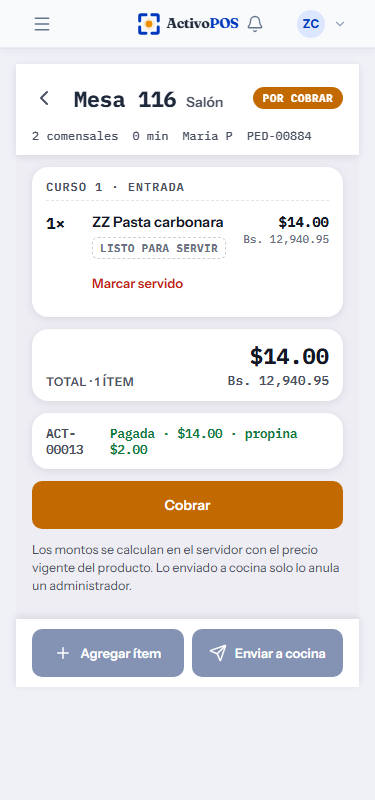 ActivoPOS
ZC
Mesa 116 Salón
POR COBRAR
2 comensales 0 min Maria P PED-00884
CURSO 1 · ENTRADA
1× ZZ Pasta carbonara $14.00
LISTO PARA SERVIR Bs. 12,940.95
Marcar servido
$14.00
TOTAL · 1 ÍTEM Bs. 12,940.95
ACT-00013 Pagada · $14.00 · propina
$2.00
Cobrar
Los montos se calculan en el servidor con el precio
vigente del producto. Lo enviado a cocina solo lo anula
un administrador.
Agregar ítem
Enviar a cocina